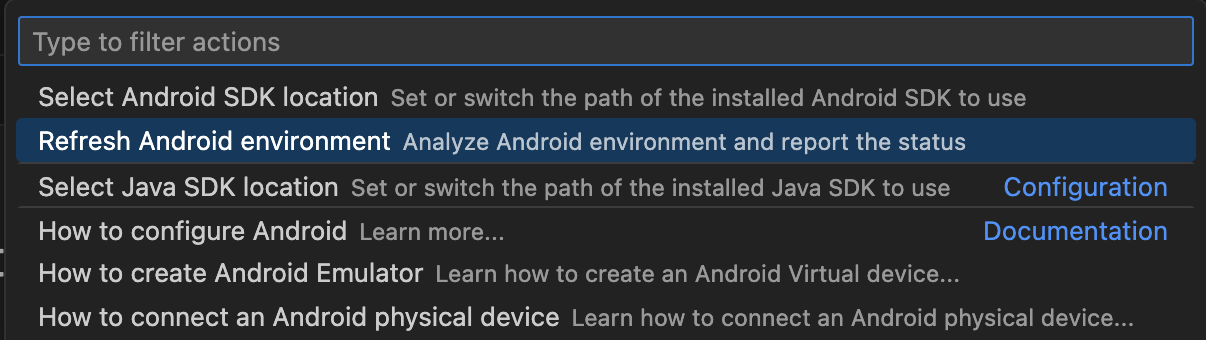 Type to filter actions
Select Android SDK location Set or switch the path of the installed Android SDK to use
Refresh Android environment Analyze Android environment and report the status
Select Java SDK location Set or switch the path of the installed Java SDK to use Configuration
How to configure Android Learn more... Documentation
How to create Android Emulator Learn how to create an Android Virtual device...
How to connect an Android physical device Learn how to connect an Android physical device...